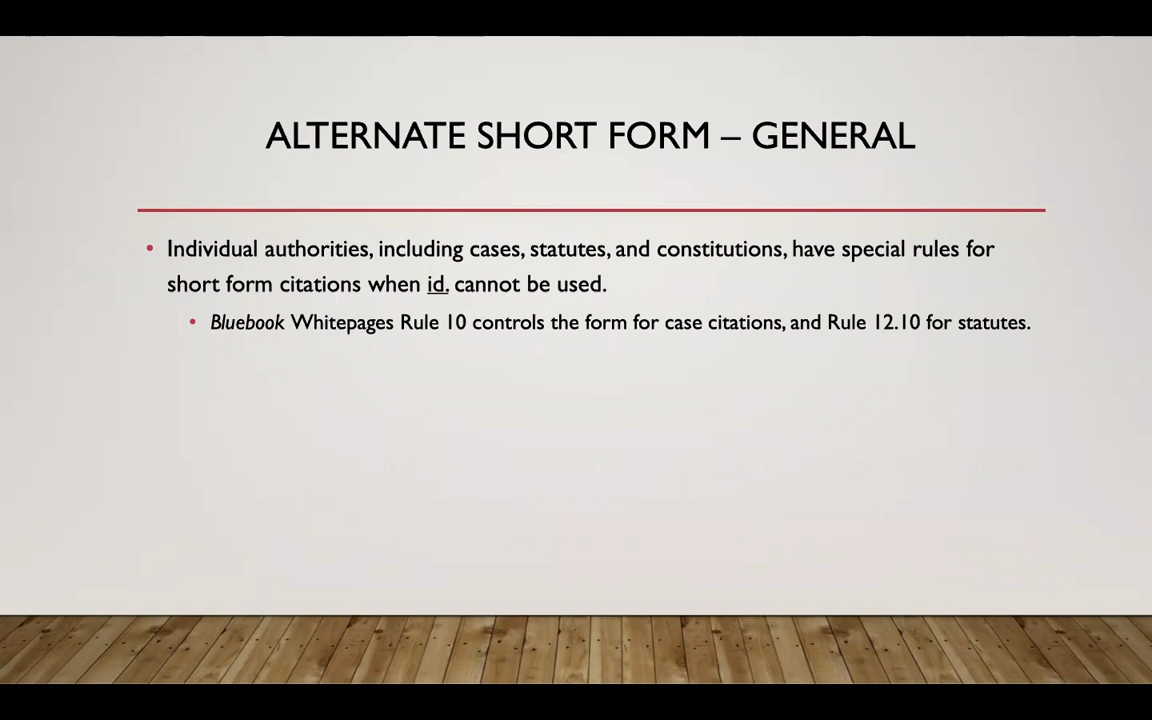 ALTERNATE SHORT FORM – GENERAL
• Individual authorities, including cases, statutes, and constitutions, have special rules for
short form citations when id. cannot be used.
• Bluebook Whitepages Rule 10 controls the form for case citations, and Rule 12.10 for statutes.